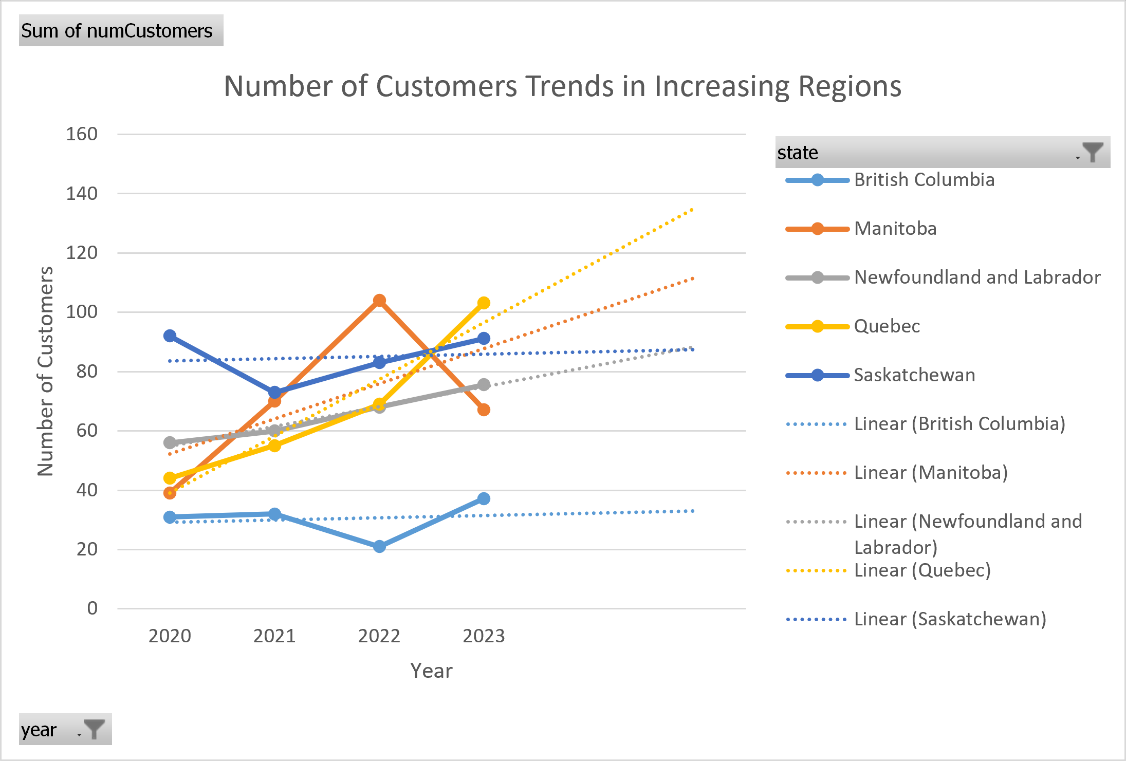 Sum of numCustomers
Number of Customers Trends in Increasing Regions
160
140
120
100
80
60
40
20
0
Number of Customers
2020 2021 2022 2023
Year
state
British Columbia
Manitoba
Newfoundland and Labrador
Quebec
Saskatchewan
Linear (British Columbia)
Linear (Manitoba)
Linear (Newfoundland and
Labrador)
Linear (Quebec)
Linear (Saskatchewan)
year